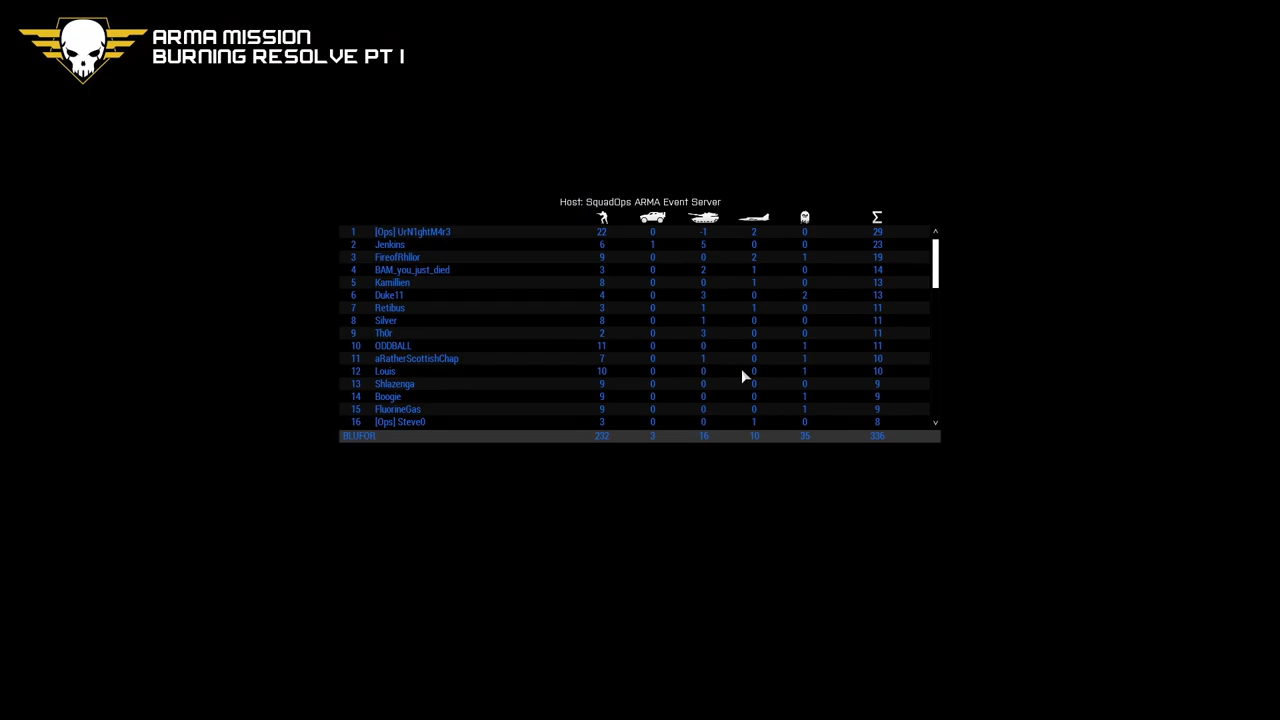 ARMA MISSION
BURNING RESOLVE PT I
Host: SquadOps ARMA Event Server
Σ
1 [Ops] UrN1ghtM4r3 22 0 -1 2 0 29
2 Jenkins 6 1 5 0 0 23
3 FireofRhllor 9 0 0 2 1 19
4 BAM_you_just_died 3 0 2 1 0 14
5 Kamillien 8 0 0 1 0 13
6 Duke11 4 0 3 0 2 13
7 Retibus 3 0 1 1 0 11
8 Silver 8 0 1 0 0 11
9 Th0r 2 0 3 0 0 11
10 ODDBALL 11 0 0 0 1 11
11 aRatherScottishChap 7 0 1 0 1 10
12 Louis 10 0 0 0 1 10
13 Shlazenga 9 0 0 0 0 9
14 Boogie 9 0 0 0 1 9
15 FluorineGas 9 0 0 0 1 9
16 [Ops] Steve0 3 0 0 1 0 8
BLUFOR 232 3 16 10 35 336